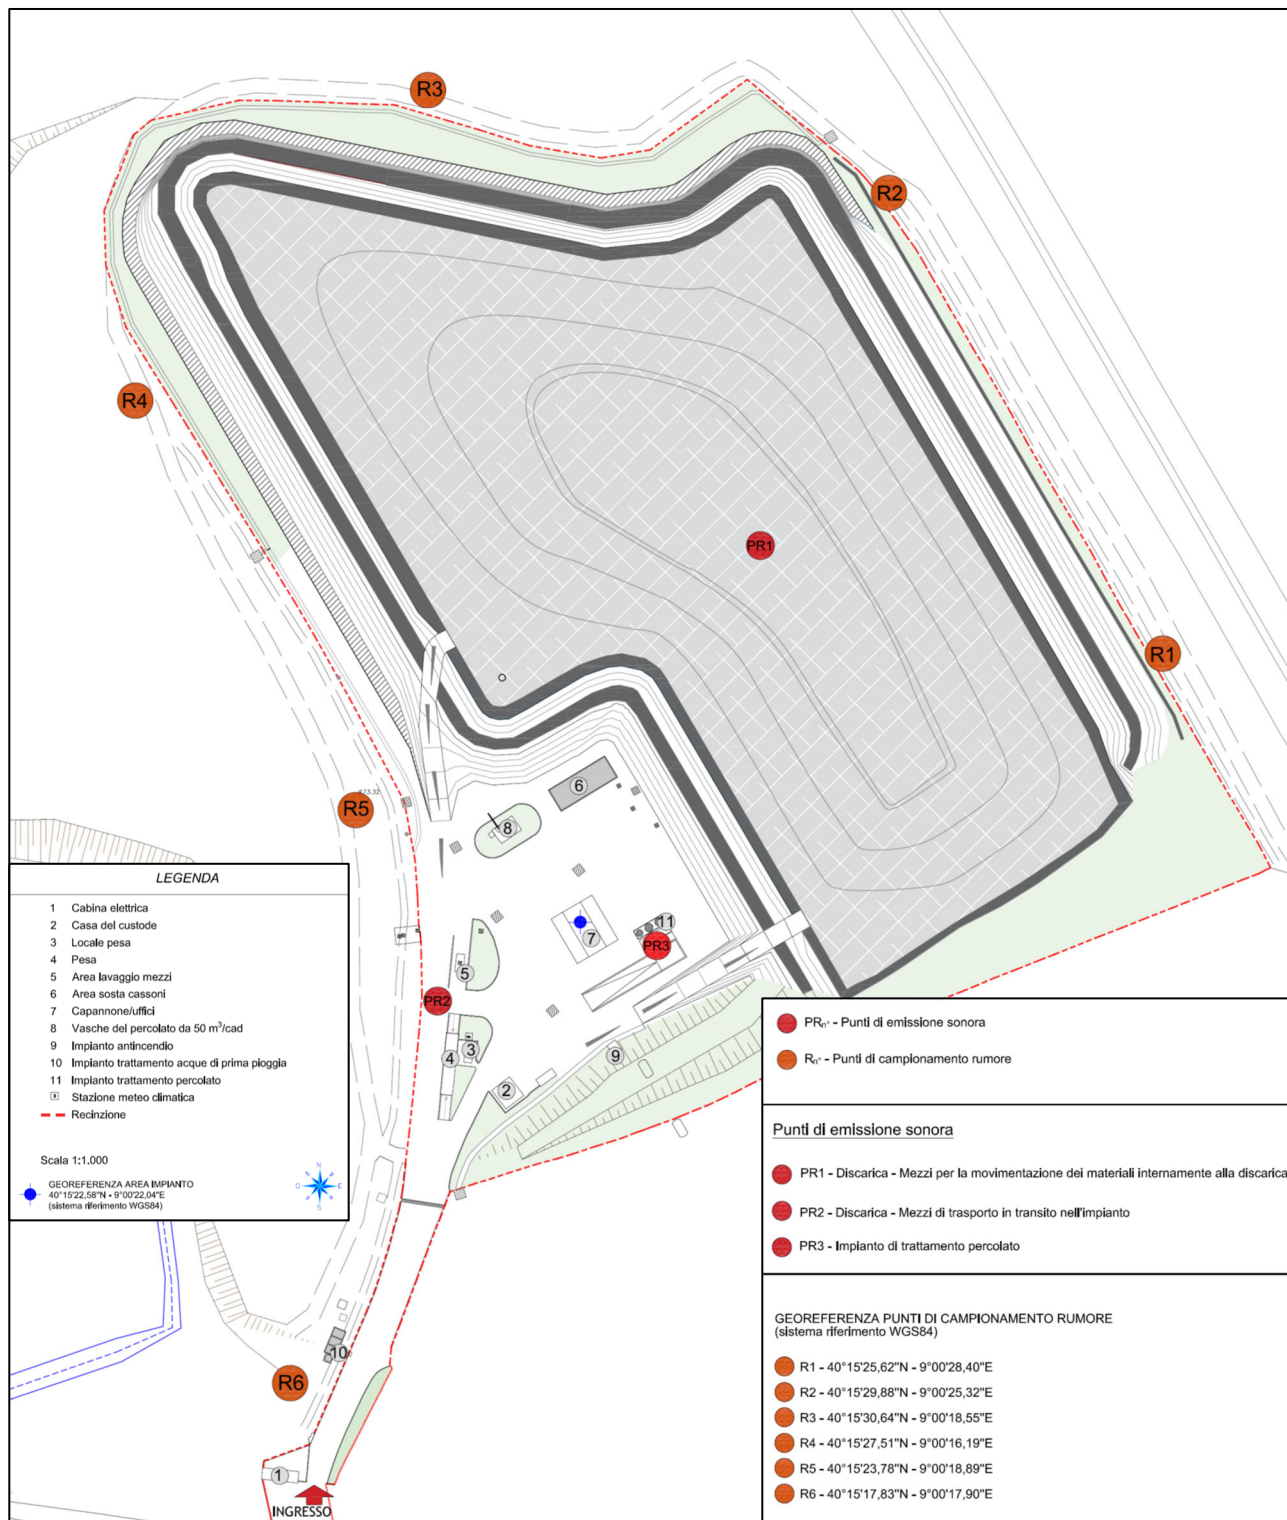 R3
R2
R4
PR1
R1
R5
173.32
6
8
11
7
PR3
5
PR2
3
4
9
2
10
R6
1
INGRESSO
LEGENDA
1 Cabina elettrica
2 Casa del custode
3 Locale pesa
4 Pesa
5 Area lavaggio mezzi
6 Area sosta cassoni
7 Capannone/uffici
8 Vasche del percolato da 50 m³/cad
9 Impianto antincendio
10 Impianto trattamento acque di prima pioggia
11 Impianto trattamento percolato
Stazione meteo climatica
Recinzione
Scala 1:1.000
GEOREFERENZA AREA IMPIANTO
40°15'22,58"N - 9°00'22,04"E
(sistema riferimento WGS84)
N
O E
S
PRn° - Punti di emissione sonora
Rn° - Punti di campionamento rumore
Punti di emissione sonora
PR1 - Discarica - Mezzi per la movimentazione dei materiali internamente alla discarica
PR2 - Discarica - Mezzi di trasporto in transito nell'impianto
PR3 - Impianto di trattamento percolato
GEOREFERENZA PUNTI DI CAMPIONAMENTO RUMORE
(sistema riferimento WGS84)
R1 - 40°15'25,62"N - 9°00'28,40"E
R2 - 40°15'29,88"N - 9°00'25,32"E
R3 - 40°15'30,64"N - 9°00'18,55"E
R4 - 40°15'27,51"N - 9°00'16,19"E
R5 - 40°15'23,78"N - 9°00'18,89"E
R6 - 40°15'17,83"N - 9°00'17,90"E